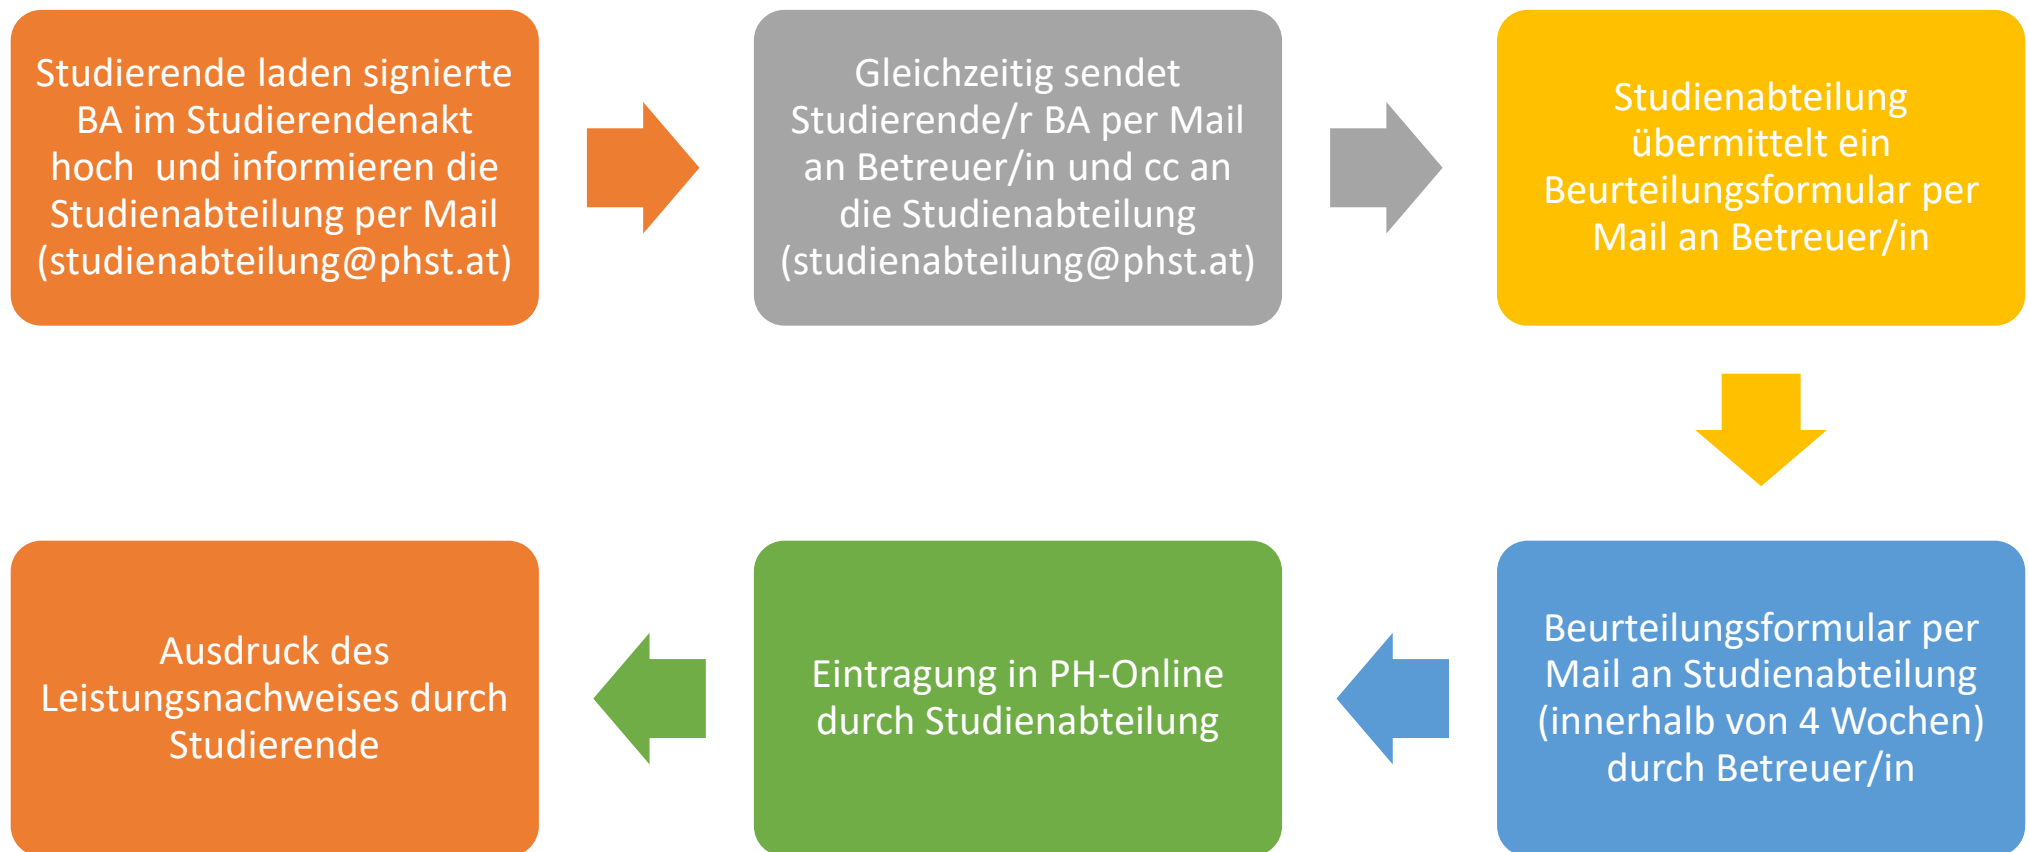 Studierende laden signierte
BA im Studierendenakt
hoch  und informieren die
Studienabteilung per Mail
(studienabteilung@phst.at)
Gleichzeitig sendet
Studierende/r BA per Mail
an Betreuer/in und cc an
die Studienabteilung
(studienabteilung@phst.at)
Studienabteilung
übermittelt ein
Beurteilungsformular per
Mail an Betreuer/in
Beurteilungsformular per
Mail an Studienabteilung
(innerhalb von 4 Wochen)
durch Betreuer/in
Eintragung in PH-Online
durch Studienabteilung
Ausdruck des
Leistungsnachweises durch
Studierende